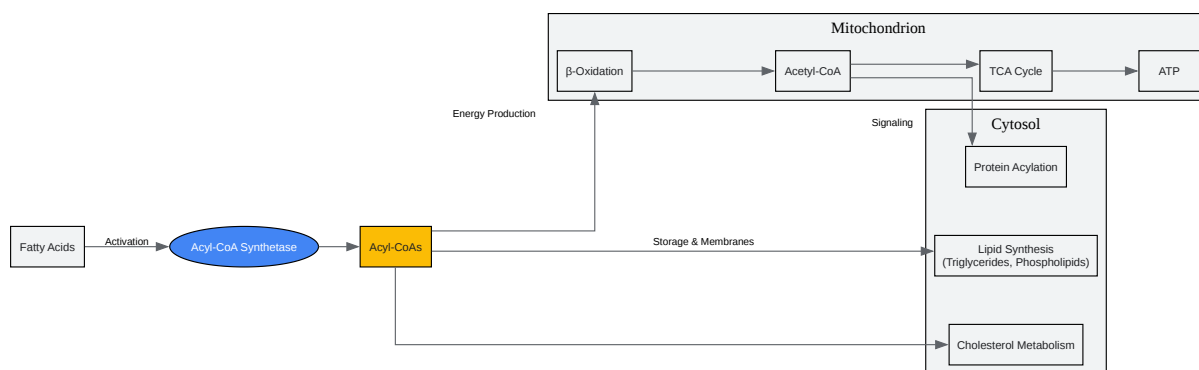 Mitochondrion
β-Oxidation
Acetyl-CoA
TCA Cycle
ATP
Energy Production
Signaling
Cytosol
Protein Acylation
Fatty Acids
Activation
Acyl-CoA Synthetase
Acyl-CoAs
Storage & Membranes
Lipid Synthesis
(Triglycerides, Phospholipids)
Cholesterol Metabolism